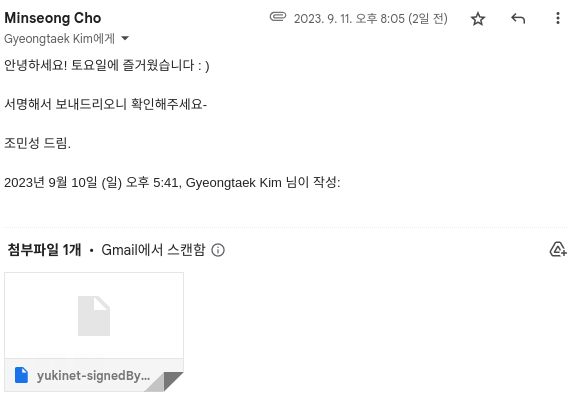 Minseong Cho 2023. 9. 11. 오후 8:05 (2일 전)
Gyeongtaek Kim에게
안녕하세요! 토요일에 즐거웠습니다 : )
서명해서 보내드리오니 확인해주세요-
조민성 드림.
2023년 9월 10일 (일) 오후 5:41, Gyeongtaek Kim 님이 작성:
첨부파일 1개 • Gmail에서 스캔함
yukinet-signedBy...